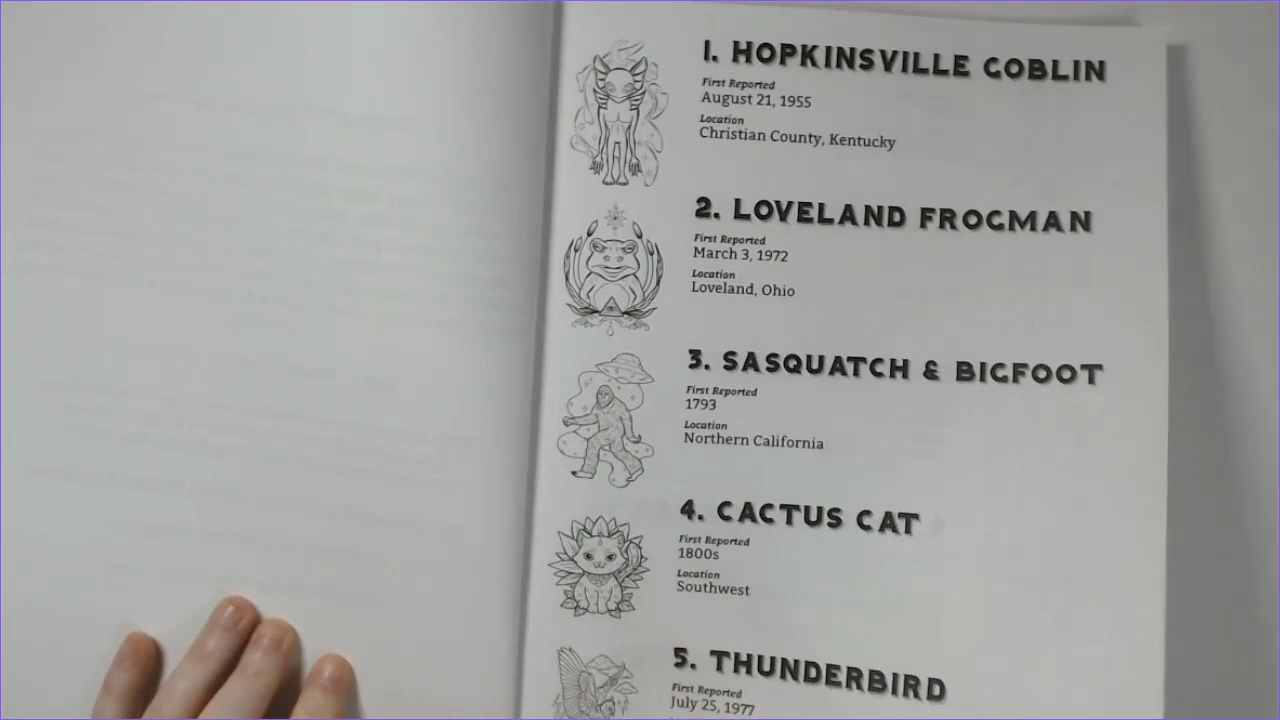 1. HOPKINSVILLE GOBLIN
First Reported
August 21, 1955
Location
Christian County, Kentucky
2. LOVELAND FROGMAN
First Reported
March 3, 1972
Location
Loveland, Ohio
3. SASQUATCH & BIGFOOT
First Reported
1793
Location
Northern California
4. CACTUS CAT
First Reported
1800s
Location
Southwest
5. THUNDERBIRD
First Reported
July 25, 1977